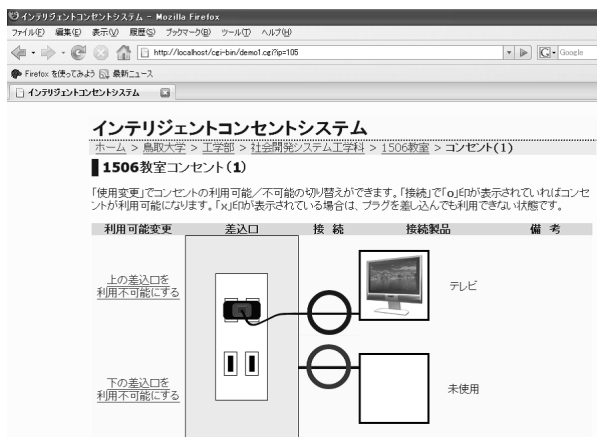 インテリジェントコンセントシステム - Mozilla Firefox
ファイル(F) 編集(E) 表示(V) 履歴(S) ブックマーク(B) ツール(T) ヘルプ(H)
http://localhost/cgi-bin/demo1.cgi?ip=105
Google
Firefox を使ってみよう 最新ニュース
インテリジェントコンセントシステム
インテリジェントコンセントシステム
ホーム > 鳥取大学 > 工学部 > 社会開発システム工学科 > 1506教室 > コンセント(1)
1506教室コンセント(1)
「使用変更」でコンセントの利用可能/不可能の切り替えができます。「接続」で「o」印が表示されていればコンセ
ントが利用可能になります。「x」印が表示されている場合は、プラグを差し込んでも利用できない状態です。
利用可能変更 差込口 接 続 接続製品 備 考
上の差込口を
利用不可能にする
テレビ
下の差込口を
利用不可能にする
未使用